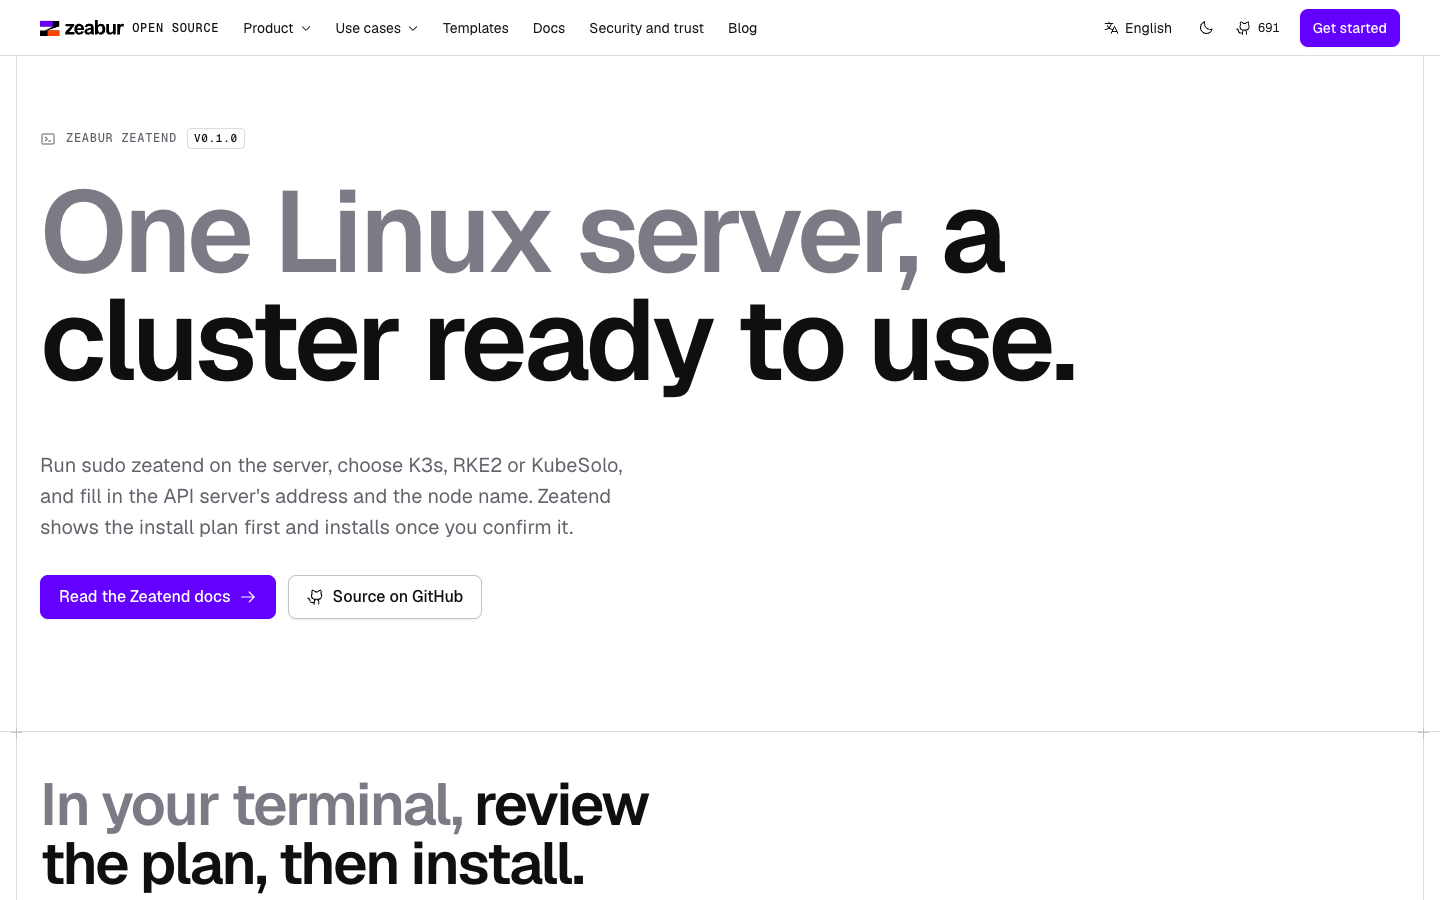 zeabur OPEN SOURCE Product Use cases Templates Docs Security and trust Blog English 691 Get started
ZEABUR ZEATEND V0.1.0
One Linux server, a
cluster ready to use.
Run sudo zeatend on the server, choose K3s, RKE2 or KubeSolo,
and fill in the API server's address and the node name. Zeatend
shows the install plan first and installs once you confirm it.
Read the Zeatend docs Source on GitHub
In your terminal, review
the plan, then install.